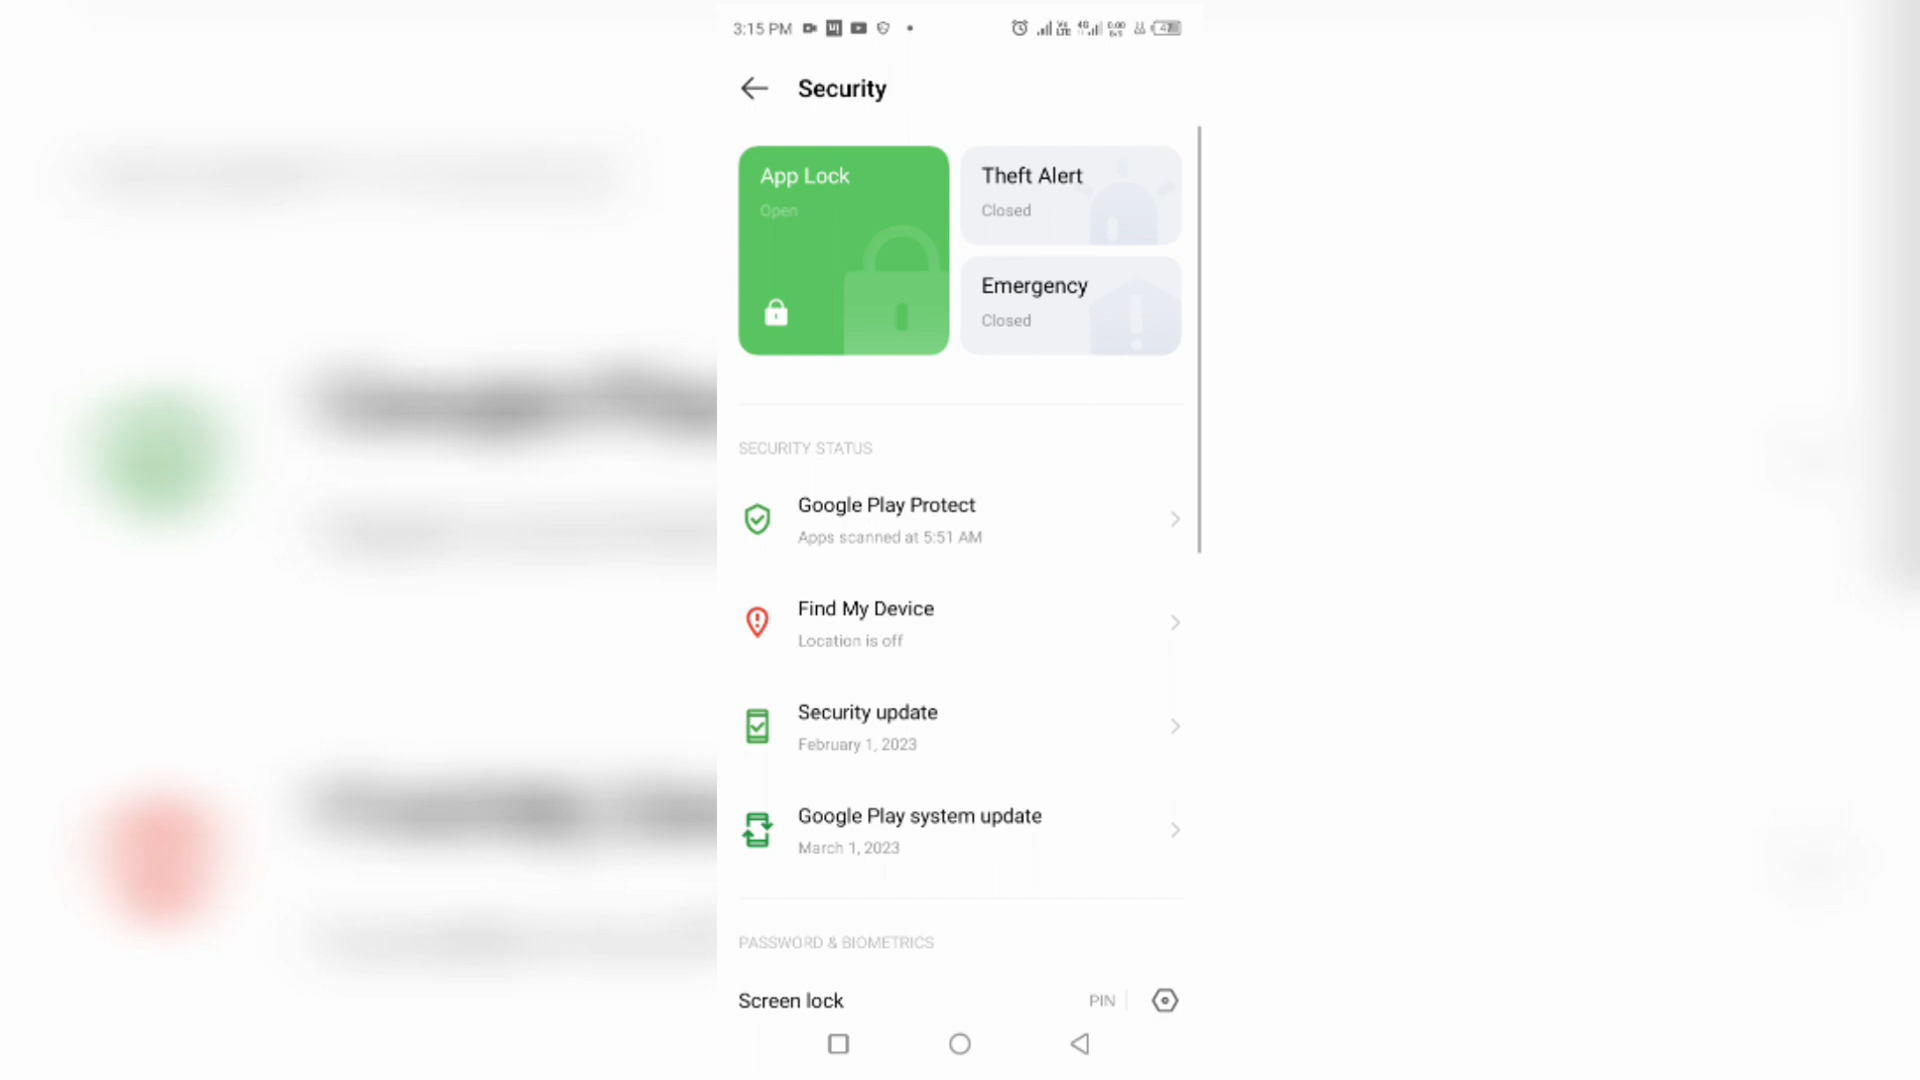 3:15 PM
Security
App Lock
Open
Theft Alert
Closed
Emergency
Closed
SECURITY STATUS
Google Play Protect
Apps scanned at 5:51 AM
Find My Device
Location is off
Security update
February 1, 2023
Google Play system update
March 1, 2023
PASSWORD & BIOMETRICS
Screen lock
PIN